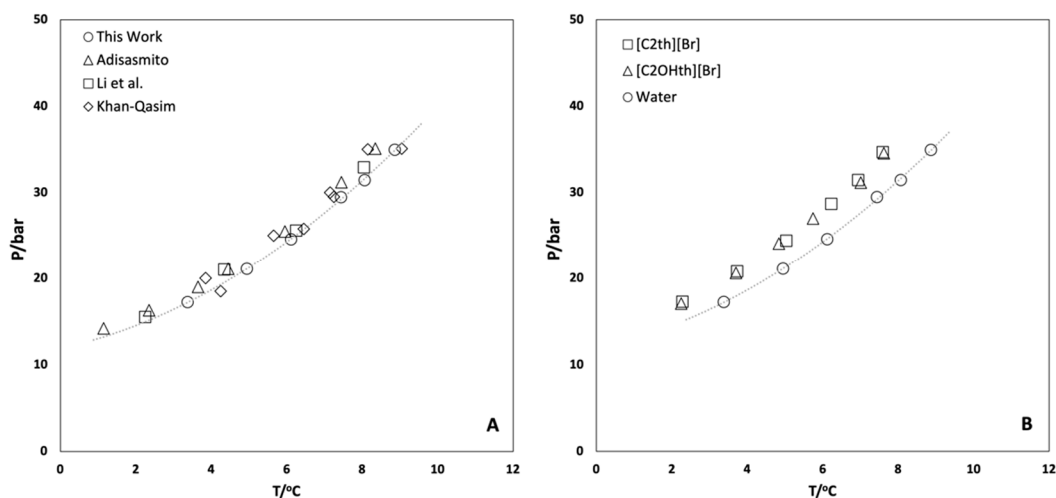 50
40
30
20
10
0
P/bar
This Work
Adisasmito
Li et al.
Khan-Qasim
A
0 2 4 6 8 10 12
T/°C
50
40
30
20
10
0
P/bar
[C2th][Br]
[C2OHth][Br]
Water
B
0 2 4 6 8 10 12
T/°C